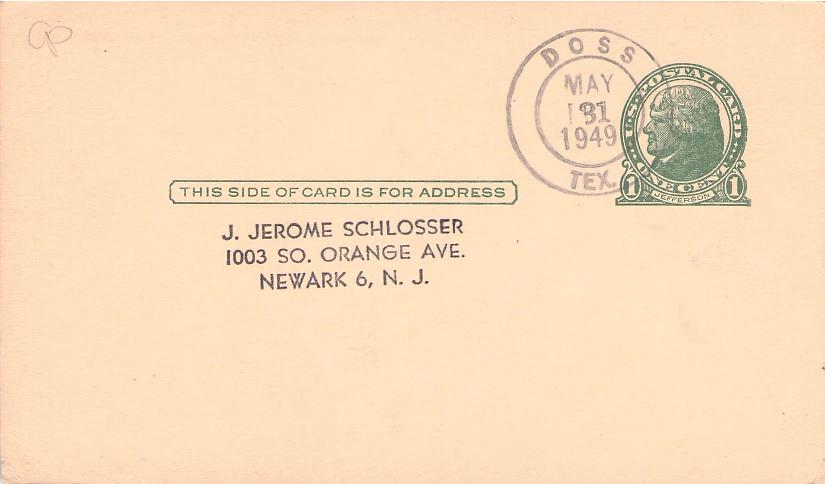 DOSS
MAY
31
1949
TEX.
U.S. POSTAL CARD
ONE CENT
1 1
JEFFERSON
THIS SIDE OF CARD IS FOR ADDRESS
J. JEROME SCHLOSSER
1003 SO. ORANGE AVE.
NEWARK 6, N. J.